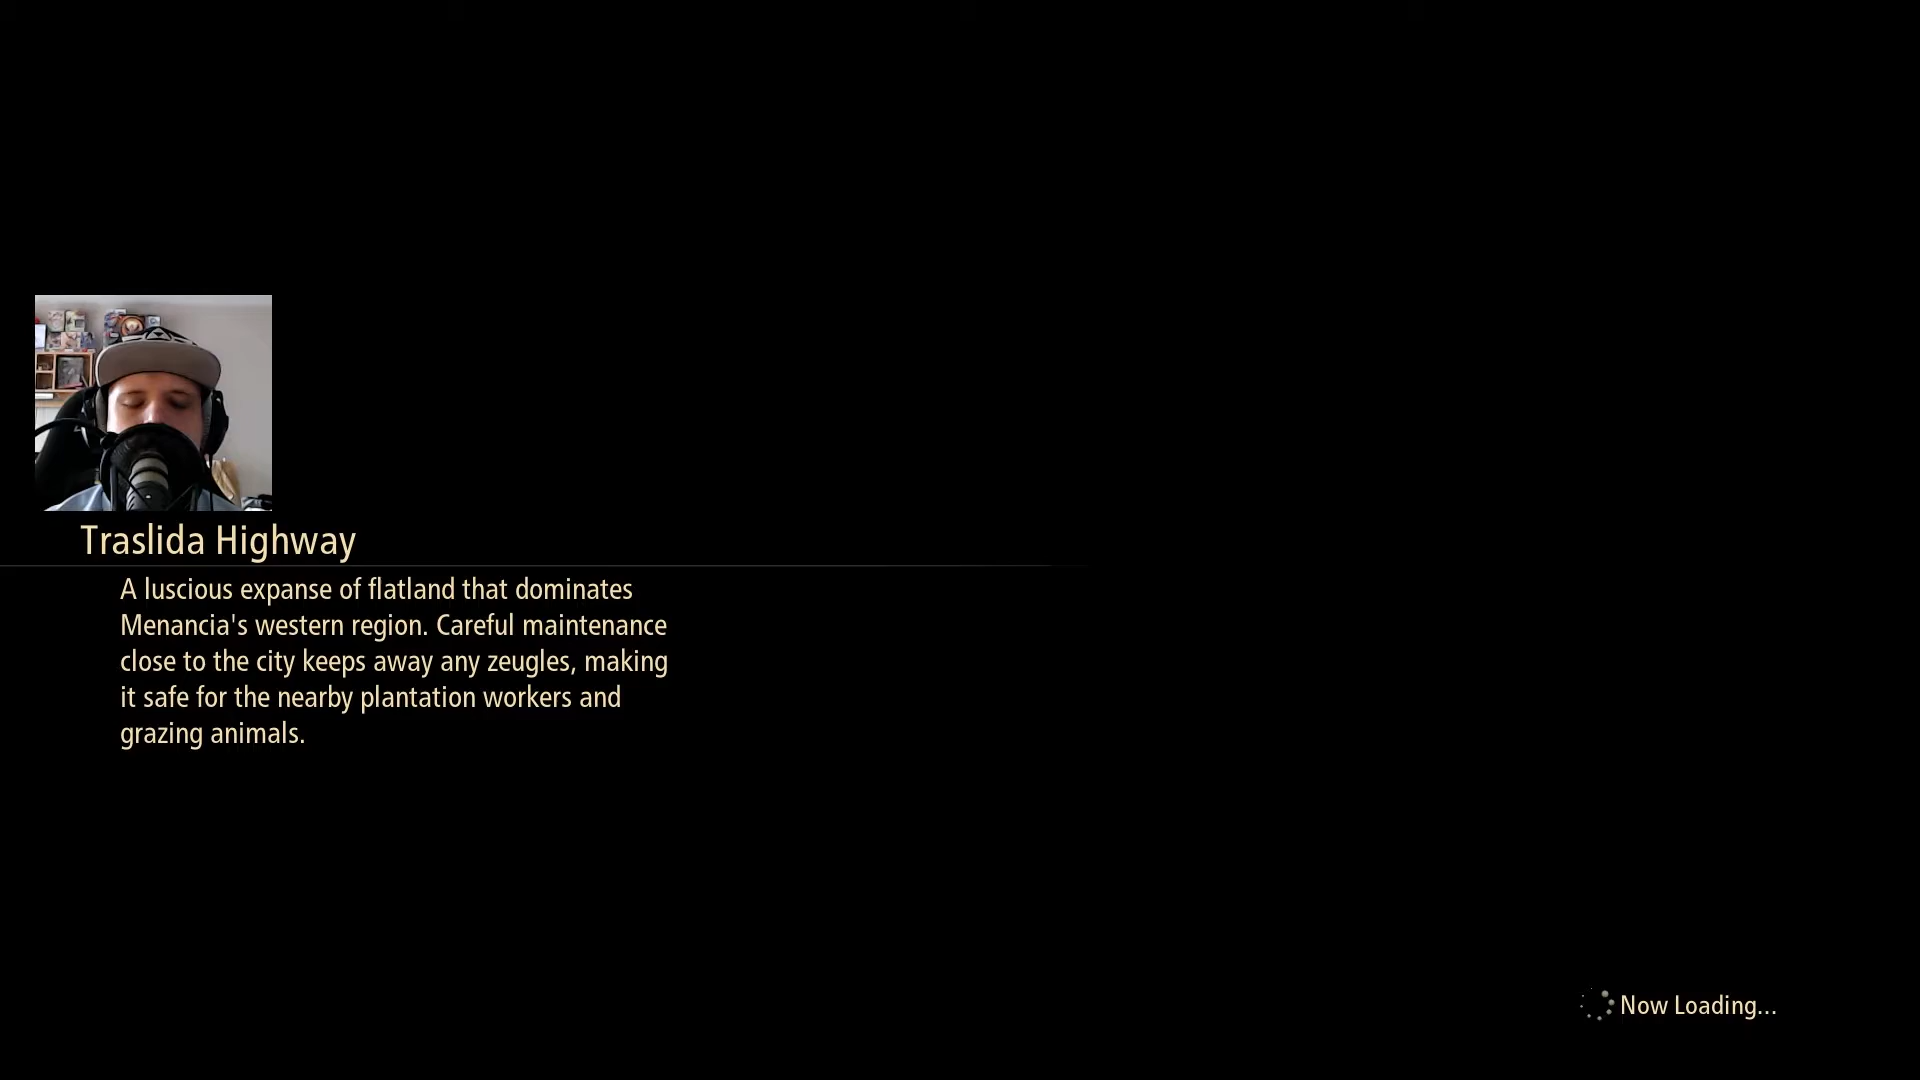 Traslida Highway
A luscious expanse of flatland that dominates
Menancia's western region. Careful maintenance
close to the city keeps away any zeugles, making
it safe for the nearby plantation workers and
grazing animals.
Now Loading...